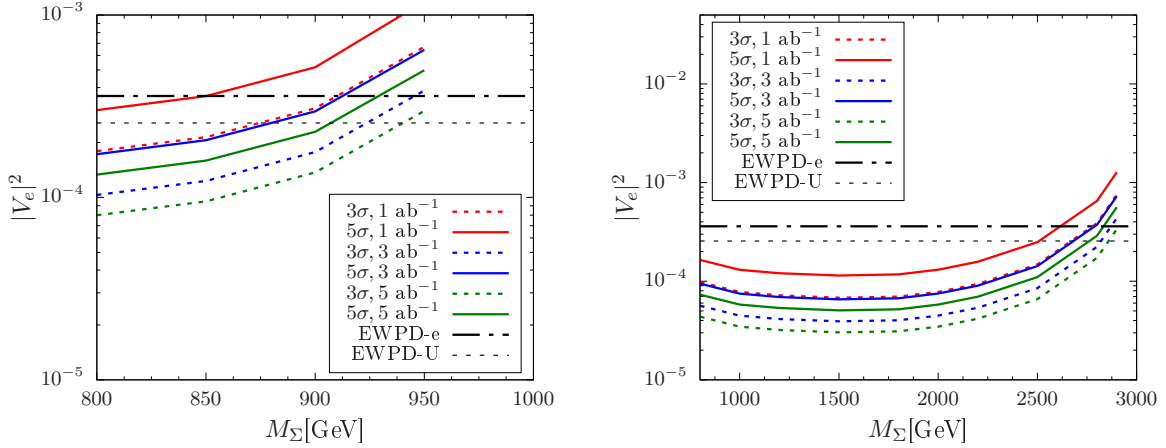 10⁻³
10⁻⁴
10⁻⁵
|V_e|²
800
850
900
950
1000
M_Σ[GeV]
3σ, 1 ab⁻¹
5σ, 1 ab⁻¹
3σ, 3 ab⁻¹
5σ, 3 ab⁻¹
3σ, 5 ab⁻¹
5σ, 5 ab⁻¹
EWPD-e
EWPD-U
3σ, 1 ab⁻¹
5σ, 1 ab⁻¹
3σ, 3 ab⁻¹
5σ, 3 ab⁻¹
3σ, 5 ab⁻¹
5σ, 5 ab⁻¹
EWPD-e
EWPD-U
10⁻²
10⁻³
10⁻⁴
10⁻⁵
|V_e|²
1000
1500
2000
2500
3000
M_Σ[GeV]